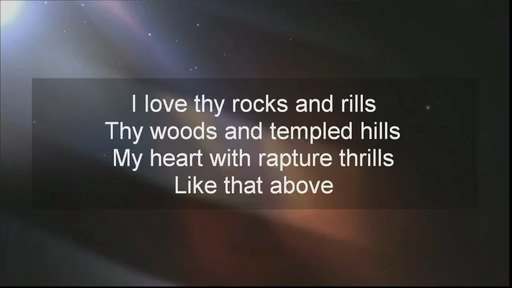 I love thy rocks and rills
Thy woods and templed hills
My heart with rapture thrills
Like that above